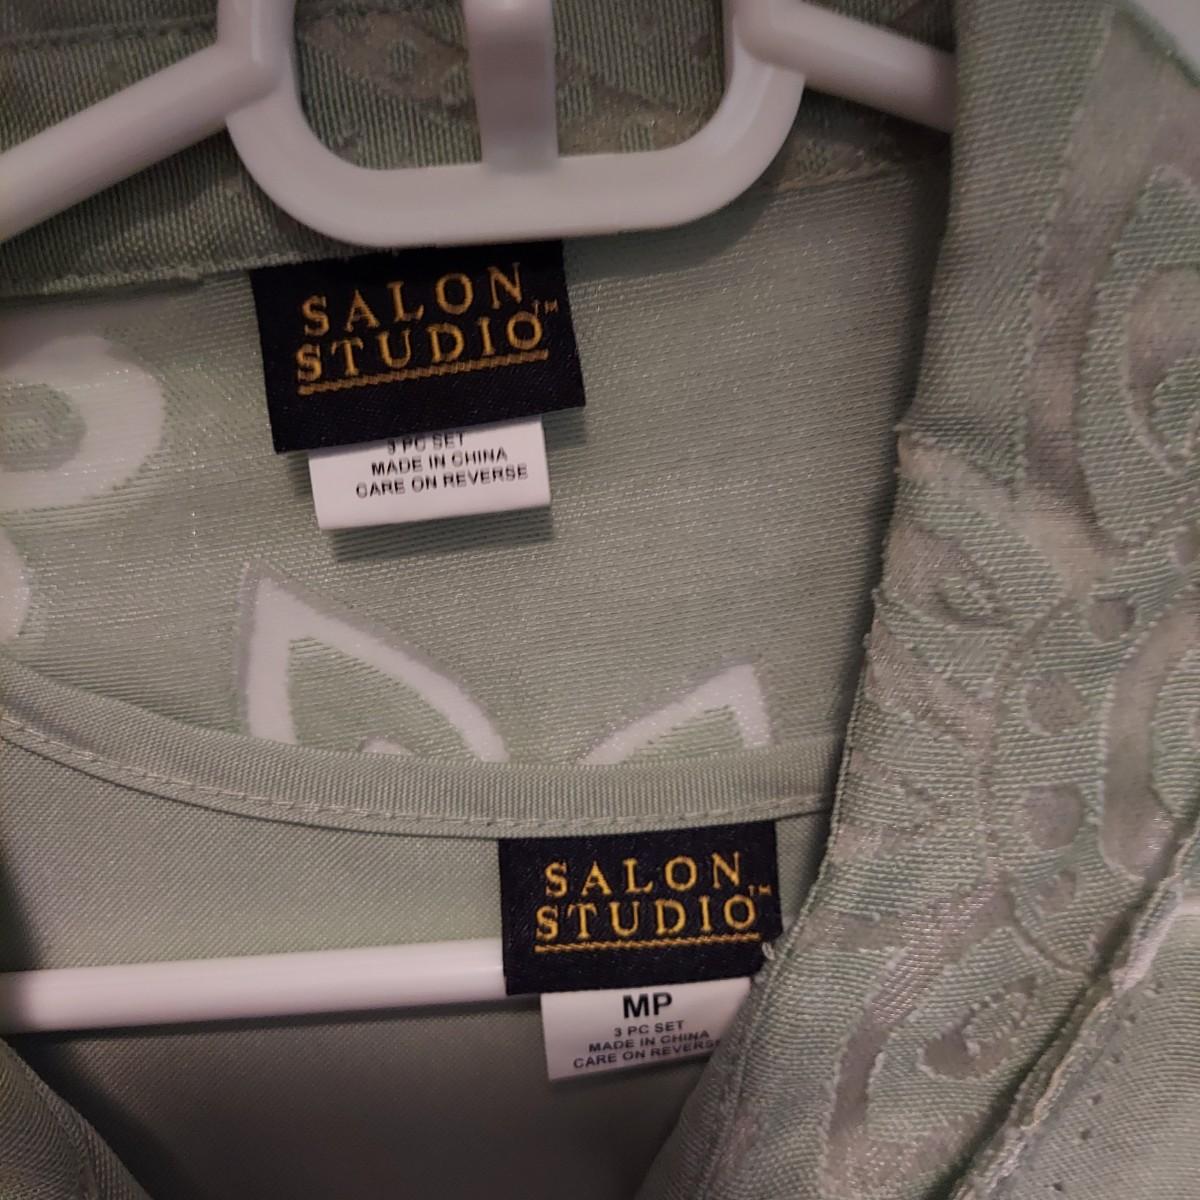 SALON
STUDIO™
3 PC SET
MADE IN CHINA
CARE ON REVERSE
SALON
STUDIO™
MP
3 PC SET
MADE IN CHINA
CARE ON REVERSE